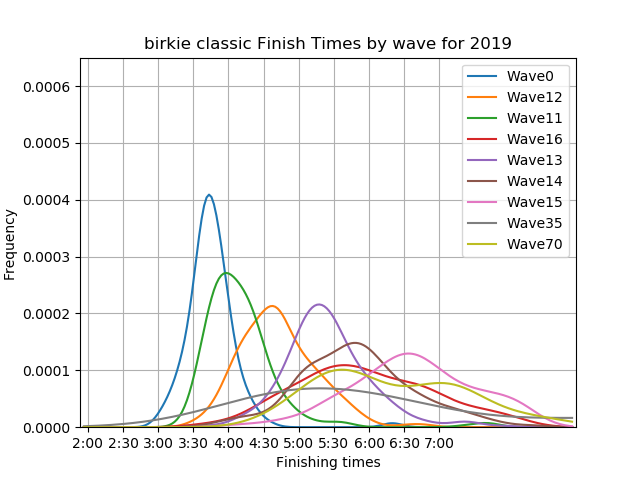 birkie classic Finish Times by wave for 2019
0.0006
0.0005
0.0004
0.0003
0.0002
0.0001
0.0000
Frequency
Wave0
Wave12
Wave11
Wave16
Wave13
Wave14
Wave15
Wave35
Wave70
2:00 2:30 3:00 3:30 4:00 4:30 5:00 5:30 6:00 6:30 7:00
Finishing times